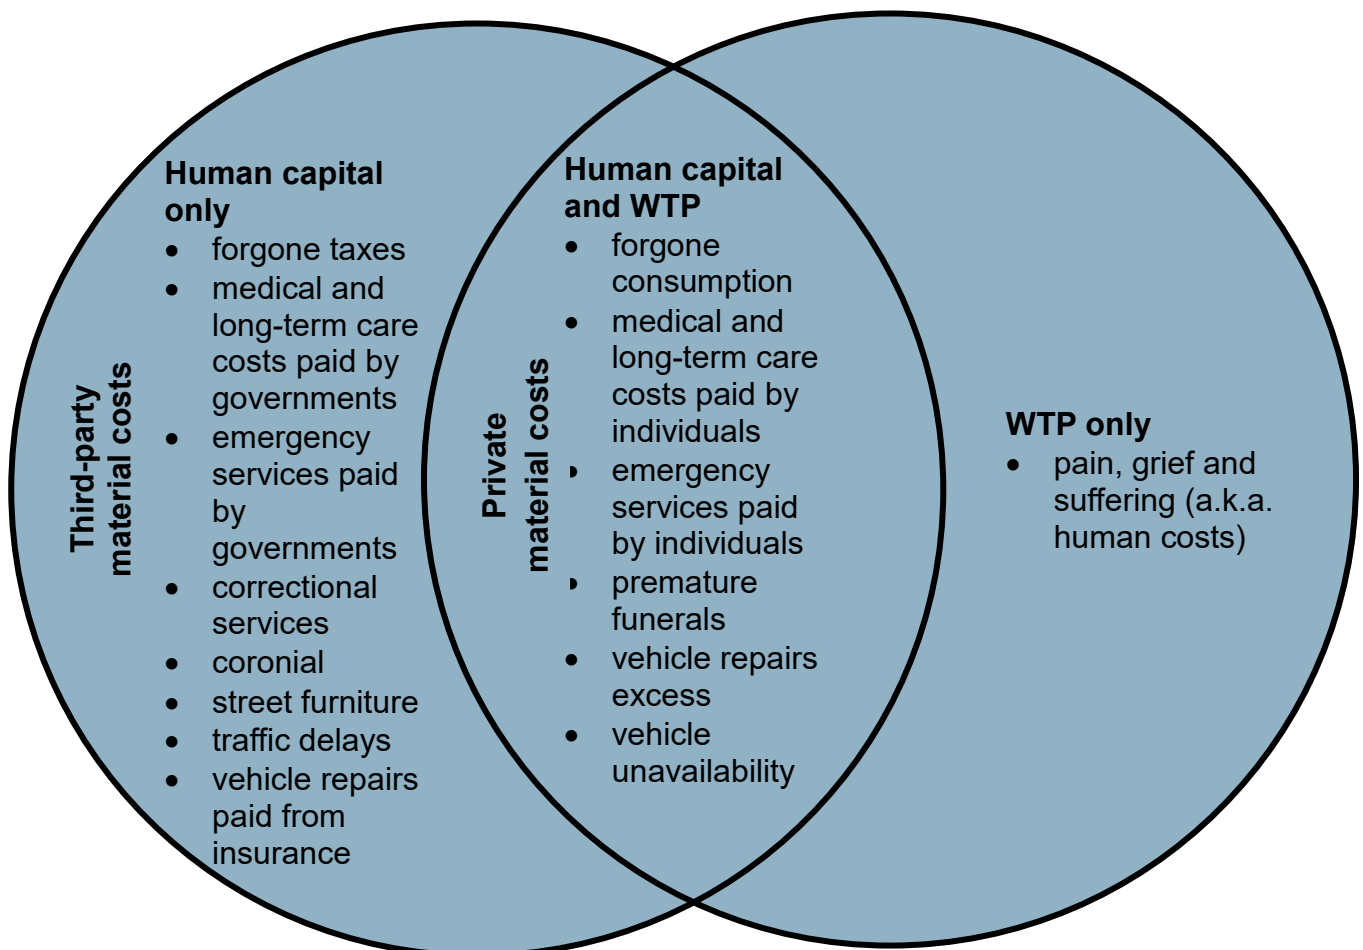 Third-party
material costs
Human capital
only
• forgone taxes
• medical and
long-term care
costs paid by
governments
• emergency
services paid
by
governments
• correctional
services
• coronial
• street furniture
• traffic delays
• vehicle repairs
paid from
insurance
Private
material costs
Human capital
and WTP
• forgone
consumption
• medical and
long-term care
costs paid by
individuals
• emergency
services paid
by individuals
• premature
funerals
• vehicle repairs
excess
• vehicle
unavailability
WTP only
• pain, grief and
suffering (a.k.a.
human costs)